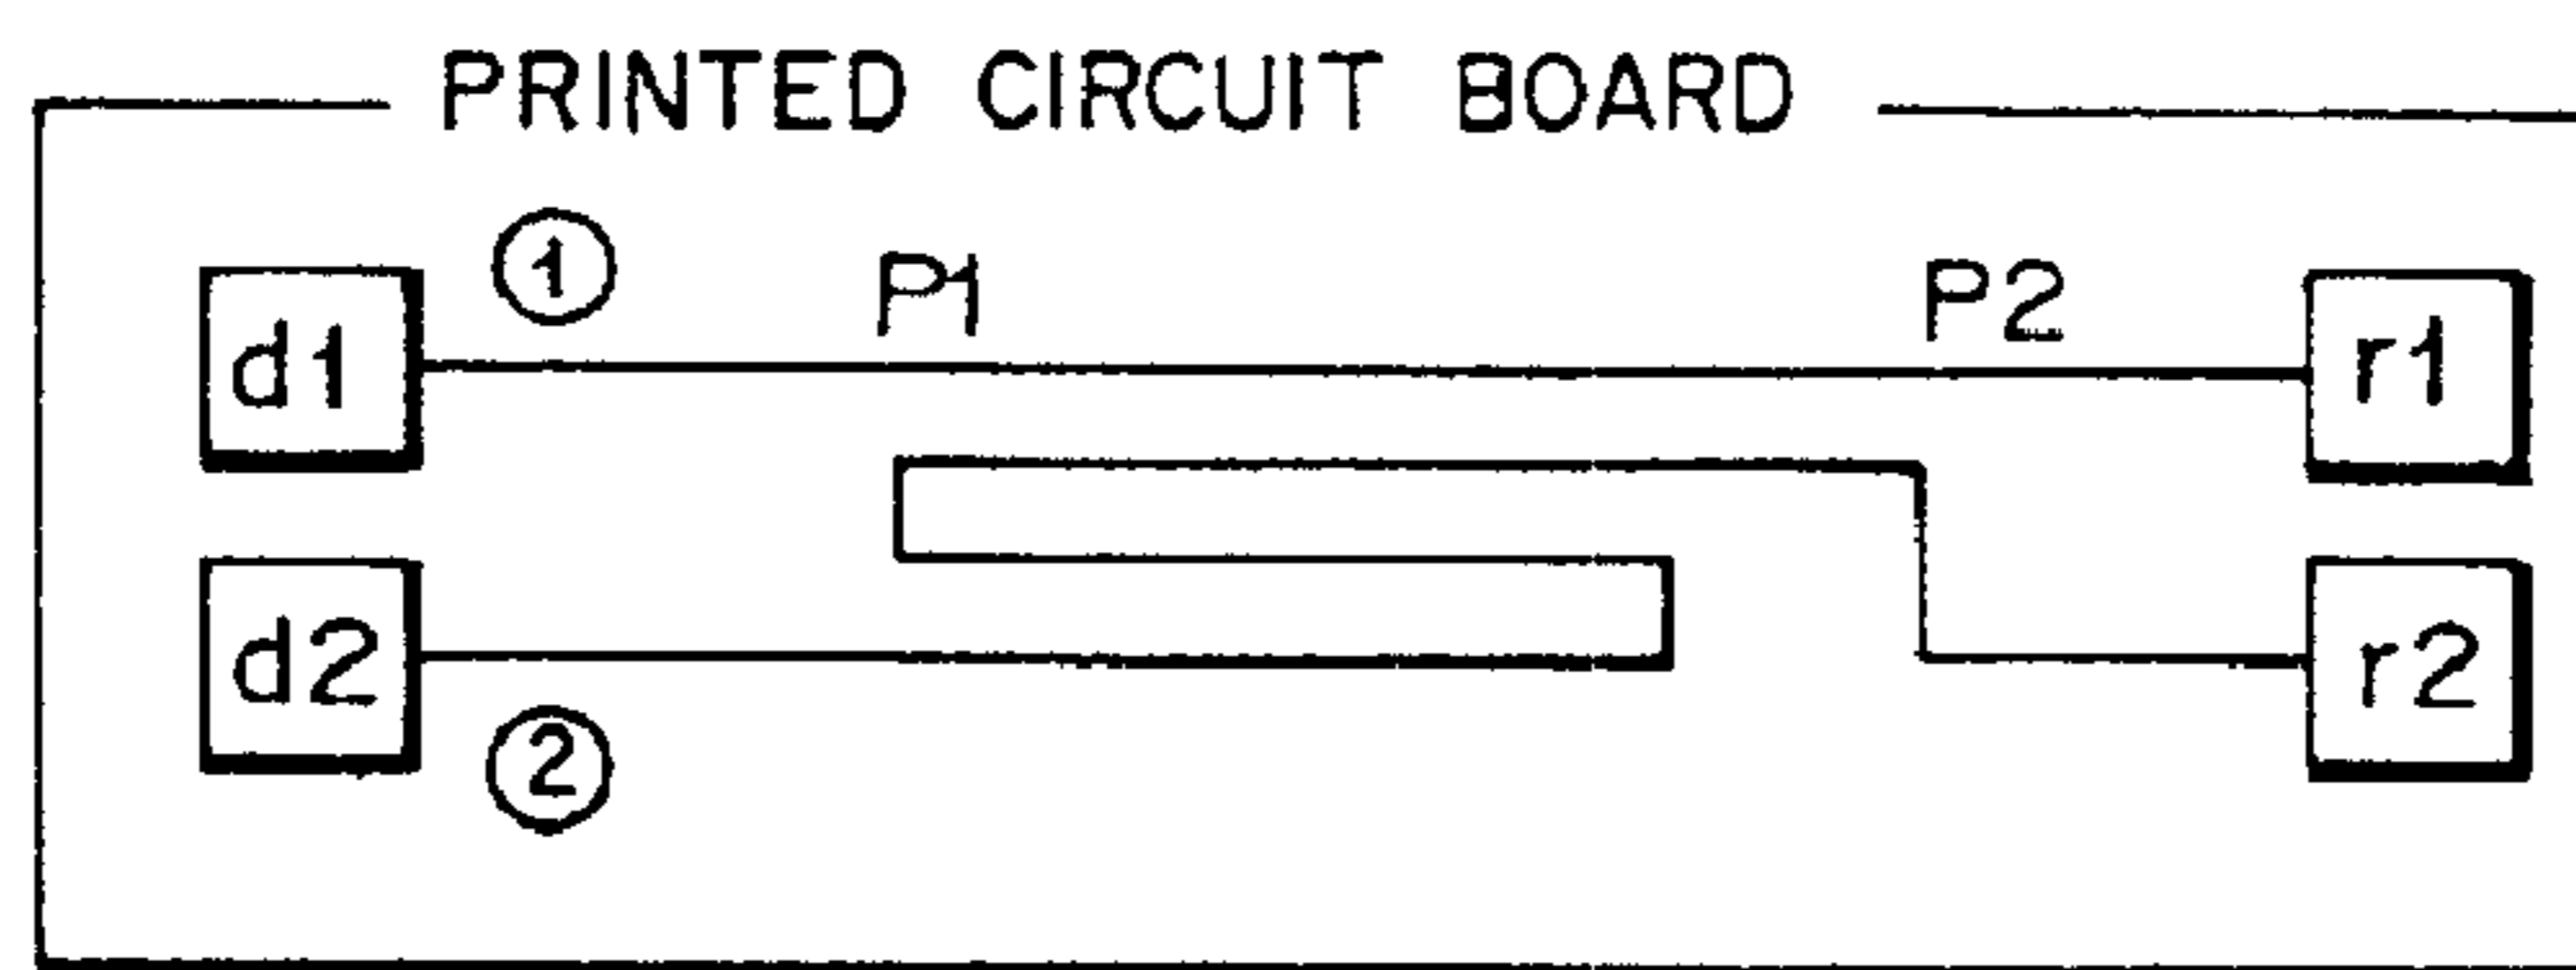 PRINTED CIRCUIT BOARD
① P1 P2
d1 r1
d2 r2
②